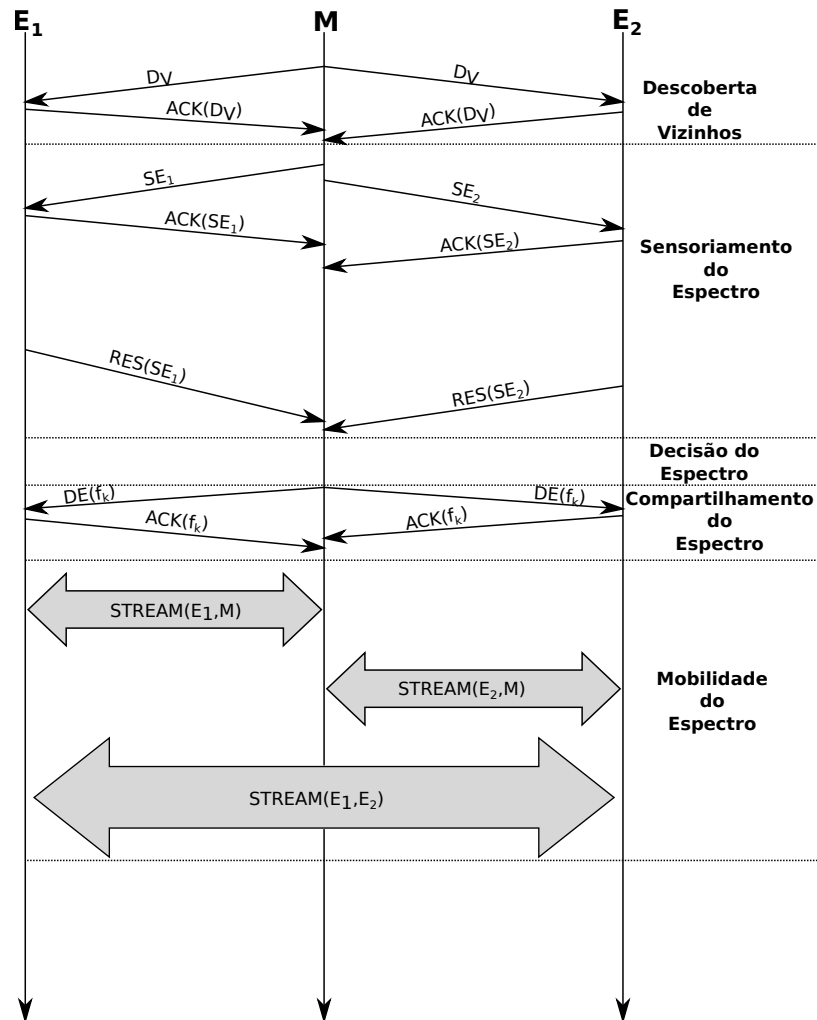 E₁
M
E₂
DV
DV
ACK(DV)
ACK(DV)
Descoberta
de
Vizinhos
SE₁
SE₂
ACK(SE₁)
ACK(SE₂)
Sensoriamento
do
Espectro
RES(SE₁)
RES(SE₂)
Decisão do
Espectro
DE(fₖ)
DE(fₖ)
ACK(fₖ)
ACK(fₖ)
Compartilhamento
do
Espectro
STREAM(E1,M)
STREAM(E₂,M)
Mobilidade
do
Espectro
STREAM(E1,E₂)